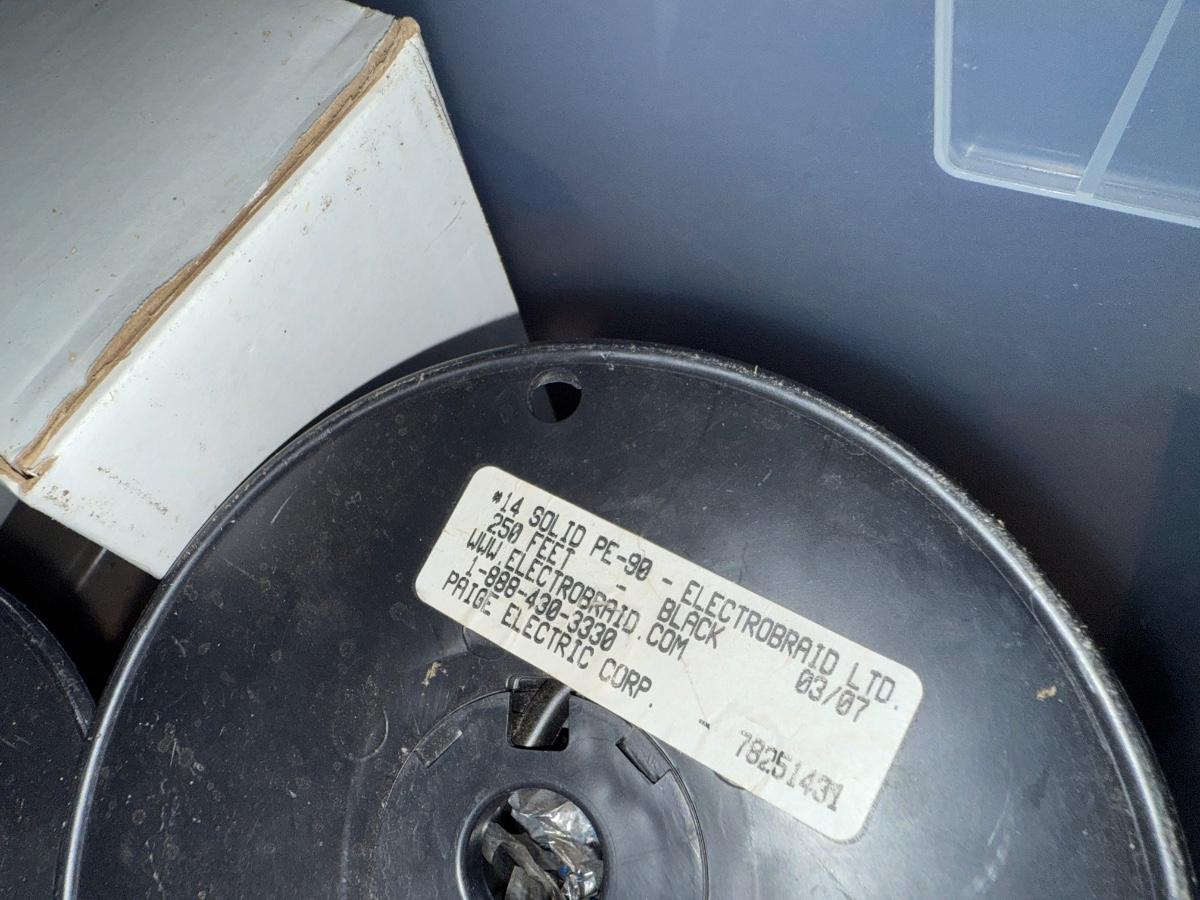 #14 SOLID PE-90 - ELECTROBRAID LTD.
250 FEET - BLACK 03/07
WWW.ELECTROBRAID.COM
1-888-430-3330
PAIGE ELECTRIC CORP. - 78251431